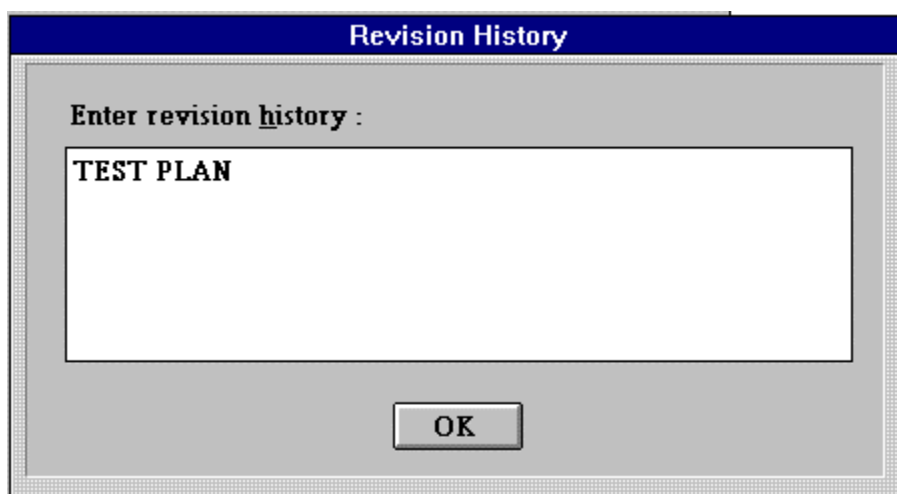 Revision History
Enter revision history :
TEST PLAN
OK